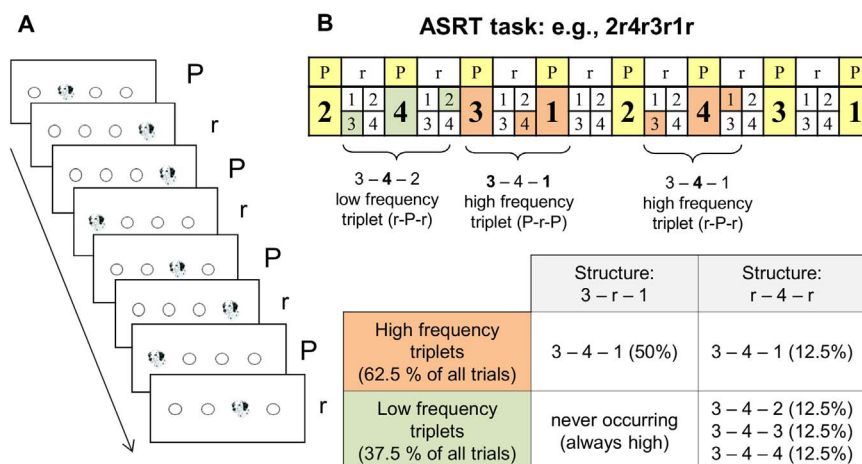 A
P
r
P
r
P
r
P
r
B
ASRT task: e.g., 2r4r3r1r
P r P r P r P r P r P r P r P
2 1 2 4 1 2 3 1 2 1 1 2 2 1 2 4 1 2 3 1 2 1
3 4 3 4 3 4 3 4 3 4 3 4 3 4
3 – 4 – 2
low frequency
triplet (r-P-r)
3 – 4 – 1
high frequency
triplet (P-r-P)
3 – 4 – 1
high frequency
triplet (r-P-r)
Structure:
3 – r – 1
Structure:
r – 4 – r
High frequency
triplets
(62.5 % of all trials)
3 – 4 – 1 (50%)
3 – 4 – 1 (12.5%)
Low frequency
triplets
(37.5 % of all trials)
never occurring
(always high)
3 – 4 – 2 (12.5%)
3 – 4 – 3 (12.5%)
3 – 4 – 4 (12.5%)